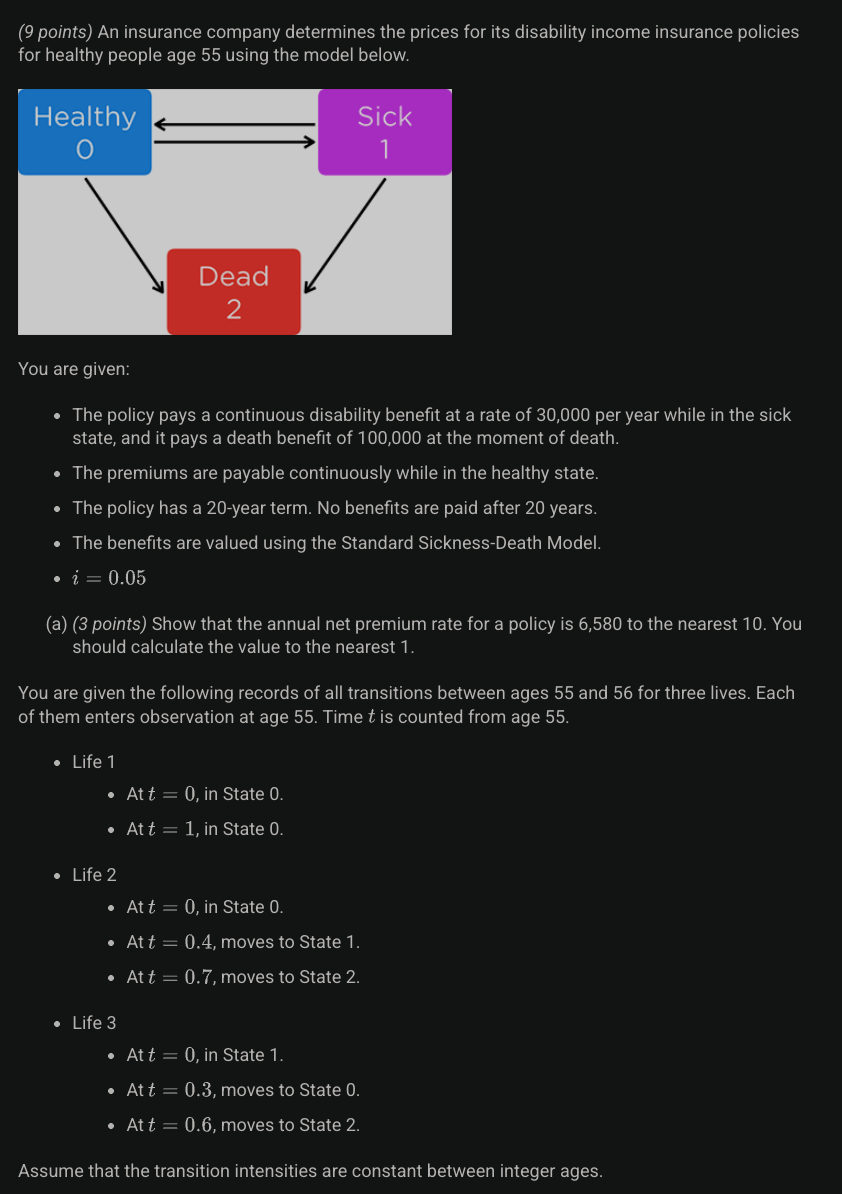 (9 points) An insurance company determines the prices for its disability income insurance policies
for healthy people age 55 using the model below.
Healthy
0
Sick
1
Dead
2
You are given:
• The policy pays a continuous disability benefit at a rate of 30,000 per year while in the sick
state, and it pays a death benefit of 100,000 at the moment of death.
• The premiums are payable continuously while in the healthy state.
• The policy has a 20-year term. No benefits are paid after 20 years.
• The benefits are valued using the Standard Sickness-Death Model.
• i = 0.05
(a) (3 points) Show that the annual net premium rate for a policy is 6,580 to the nearest 10. You
should calculate the value to the nearest 1.
You are given the following records of all transitions between ages 55 and 56 for three lives. Each
of them enters observation at age 55. Time t is counted from age 55.
• Life 1
• At t = 0, in State 0.
• At t = 1, in State 0.
• Life 2
• At t = 0, in State 0.
• At t = 0.4, moves to State 1.
• At t = 0.7, moves to State 2.
• Life 3
• At t = 0, in State 1.
• At t = 0.3, moves to State 0.
• At t = 0.6, moves to State 2.
Assume that the transition intensities are constant between integer ages.